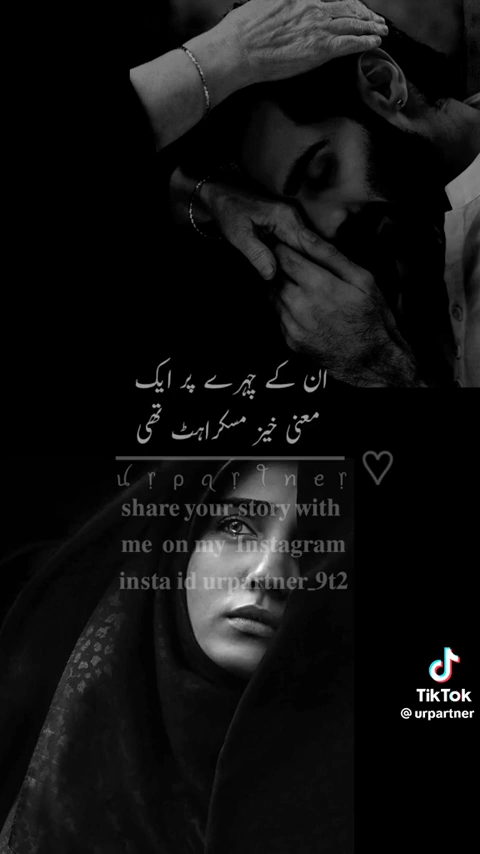 ان کے چہرے پر ایک
معنی خیز مسکراہٹ تھی
urpartner
share your story with
me on my Instagram
insta id urpartner_9t2
TikTok
@urpartner